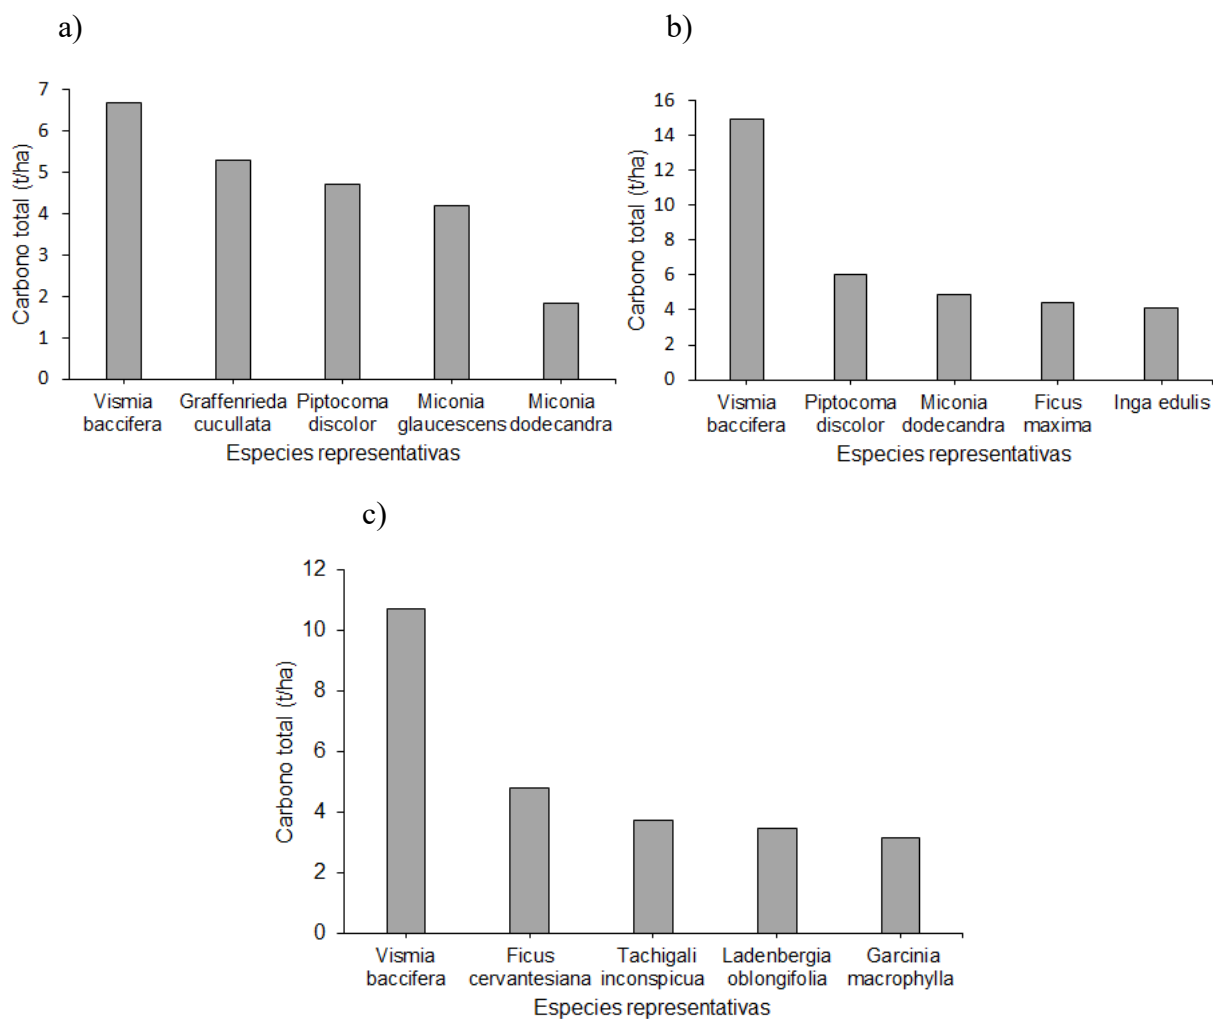 a)
Carbono total (t/ha)
7
6
5
4
3
2
1
0
Vismia baccifera
Graffenrieda cucullata
Piptocoma discolor
Miconia glaucescens
Miconia dodecandra
Especies representativas
b)
Carbono total (t/ha)
16
14
12
10
8
6
4
2
0
Vismia baccifera
Piptocoma discolor
Miconia dodecandra
Ficus maxima
Inga edulis
Especies representativas
c)
Carbono total (t/ha)
12
10
8
6
4
2
0
Vismia baccifera
Ficus cervantesiana
Tachigali inconspicua
Ladenbergia oblongifolia
Garcinia macrophylla
Especies representativas